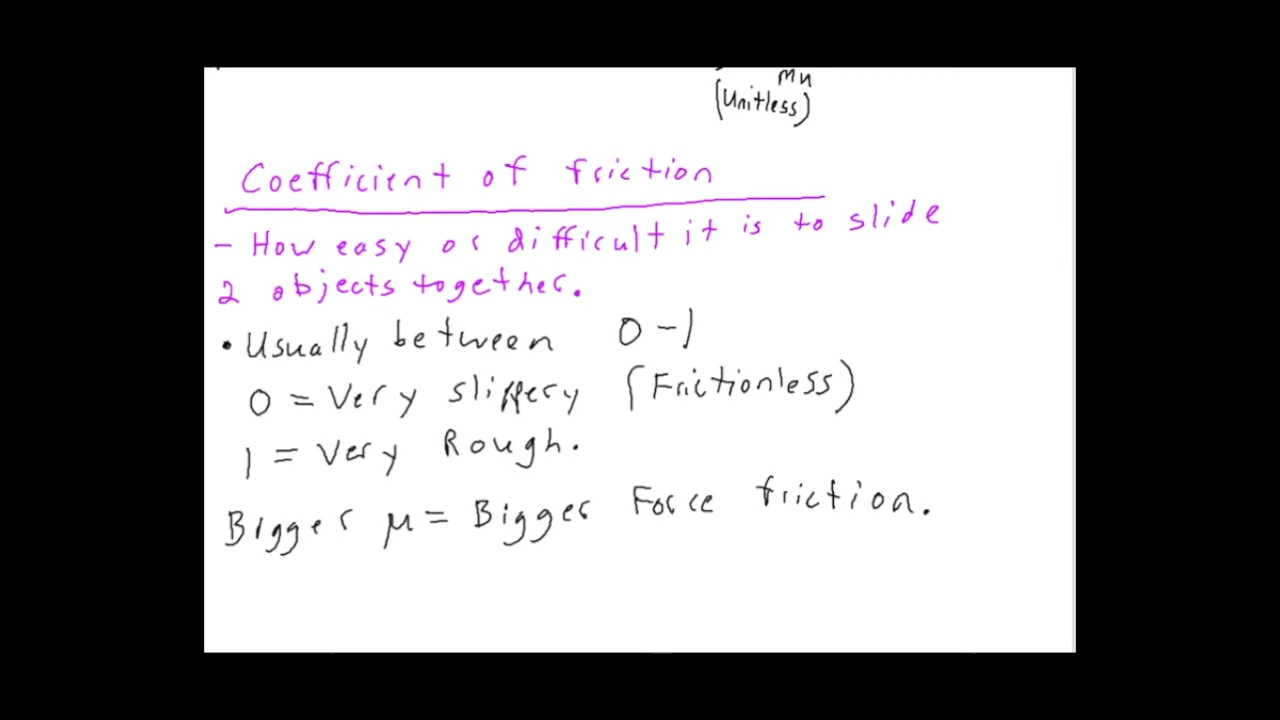 Mu
(Unitless)
Coefficient of friction
- How easy or difficult it is to slide
2 objects together.
• Usually between 0-1
0 = Very slippery (Frictionless)
1 = Very Rough.
Bigger μ = Bigger Force friction.